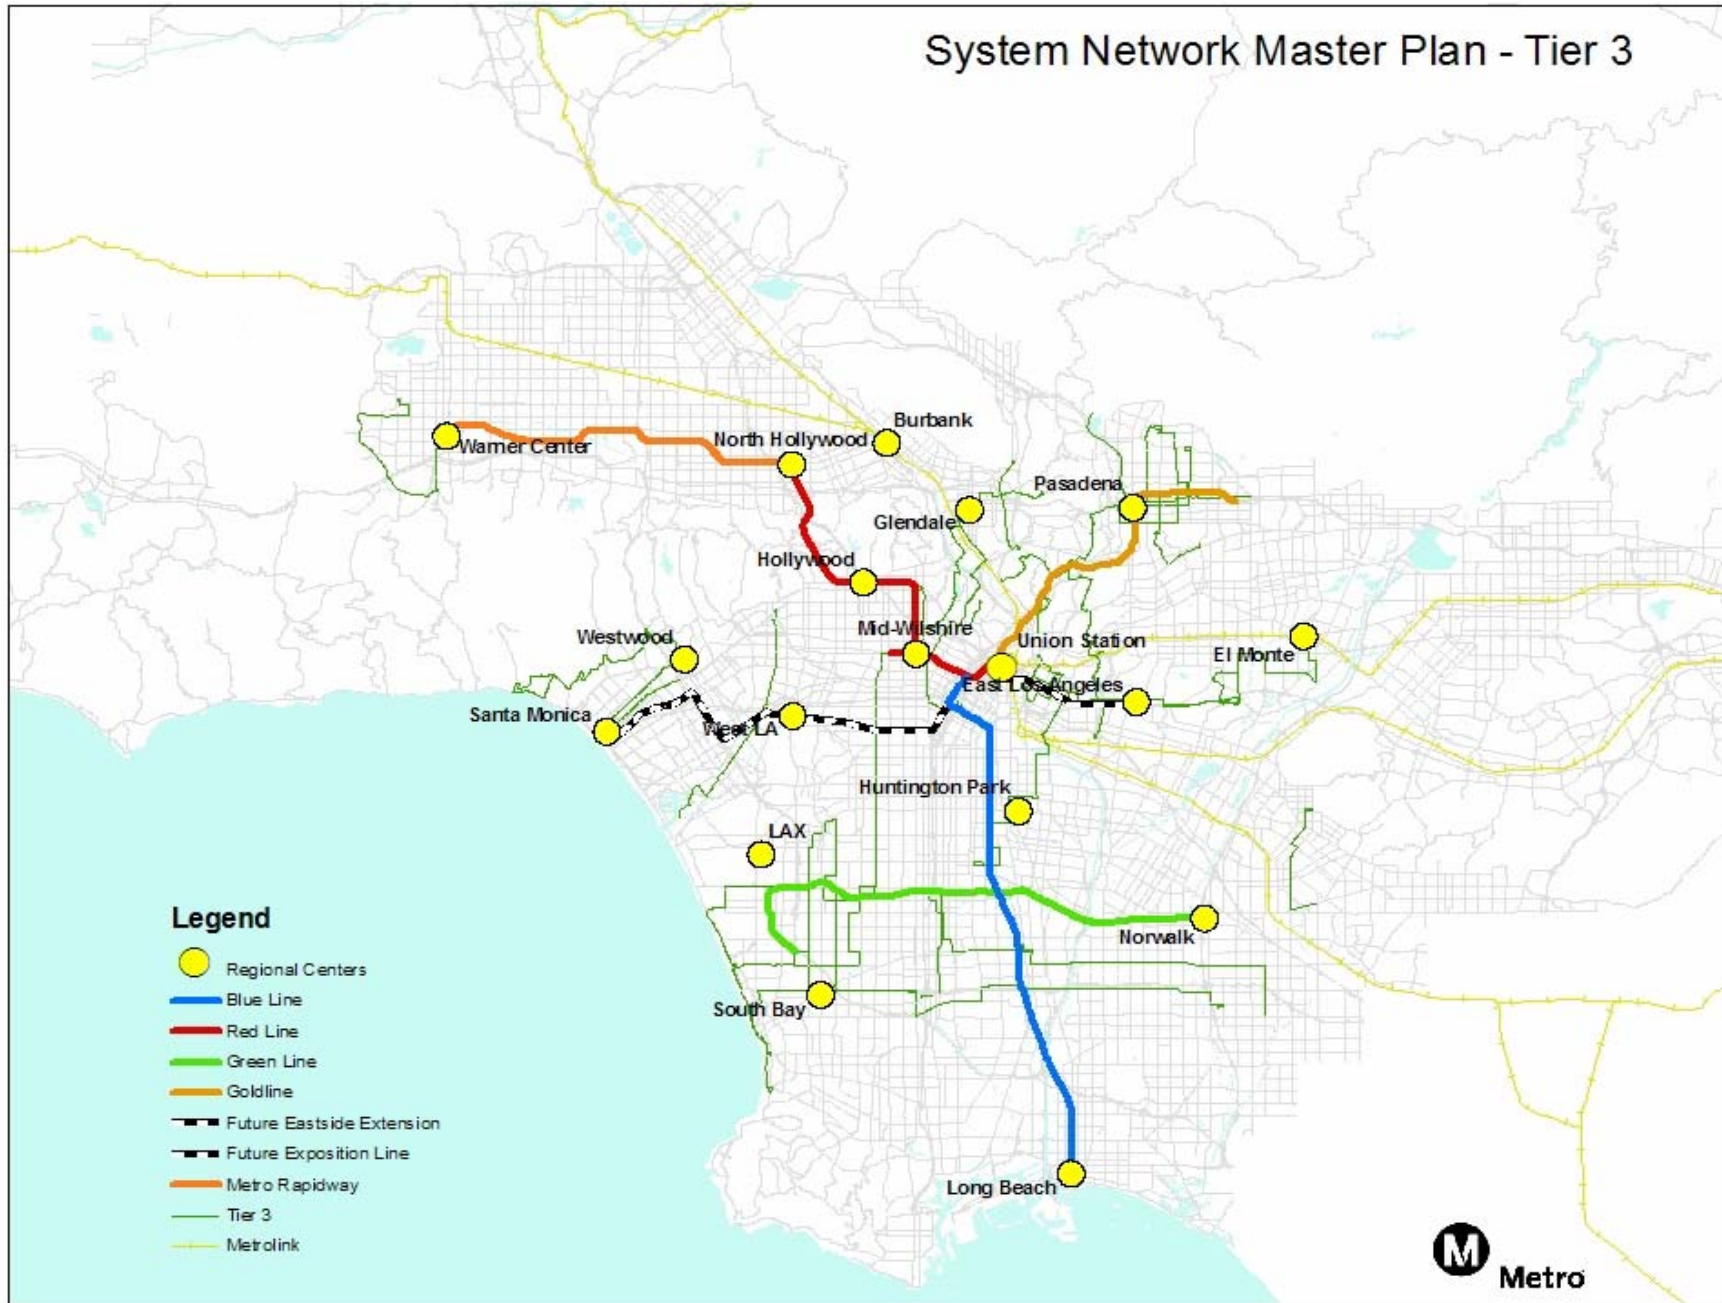 System Network Master Plan - Tier 3
Burbank
North Hollywood
Warner Center
Pasadena
Glendale
Hollywood
Mid-Wilshire
Westwood
Union Station
El Monte
East Los Angeles
Santa Monica
West LA
Huntington Park
LAX
Norwalk
South Bay
Long Beach
Legend
Regional Centers
Blue Line
Red Line
Green Line
Goldline
Future Eastside Extension
Future Exposition Line
Metro Rapidway
Tier 3
Metrolink
M
Metro